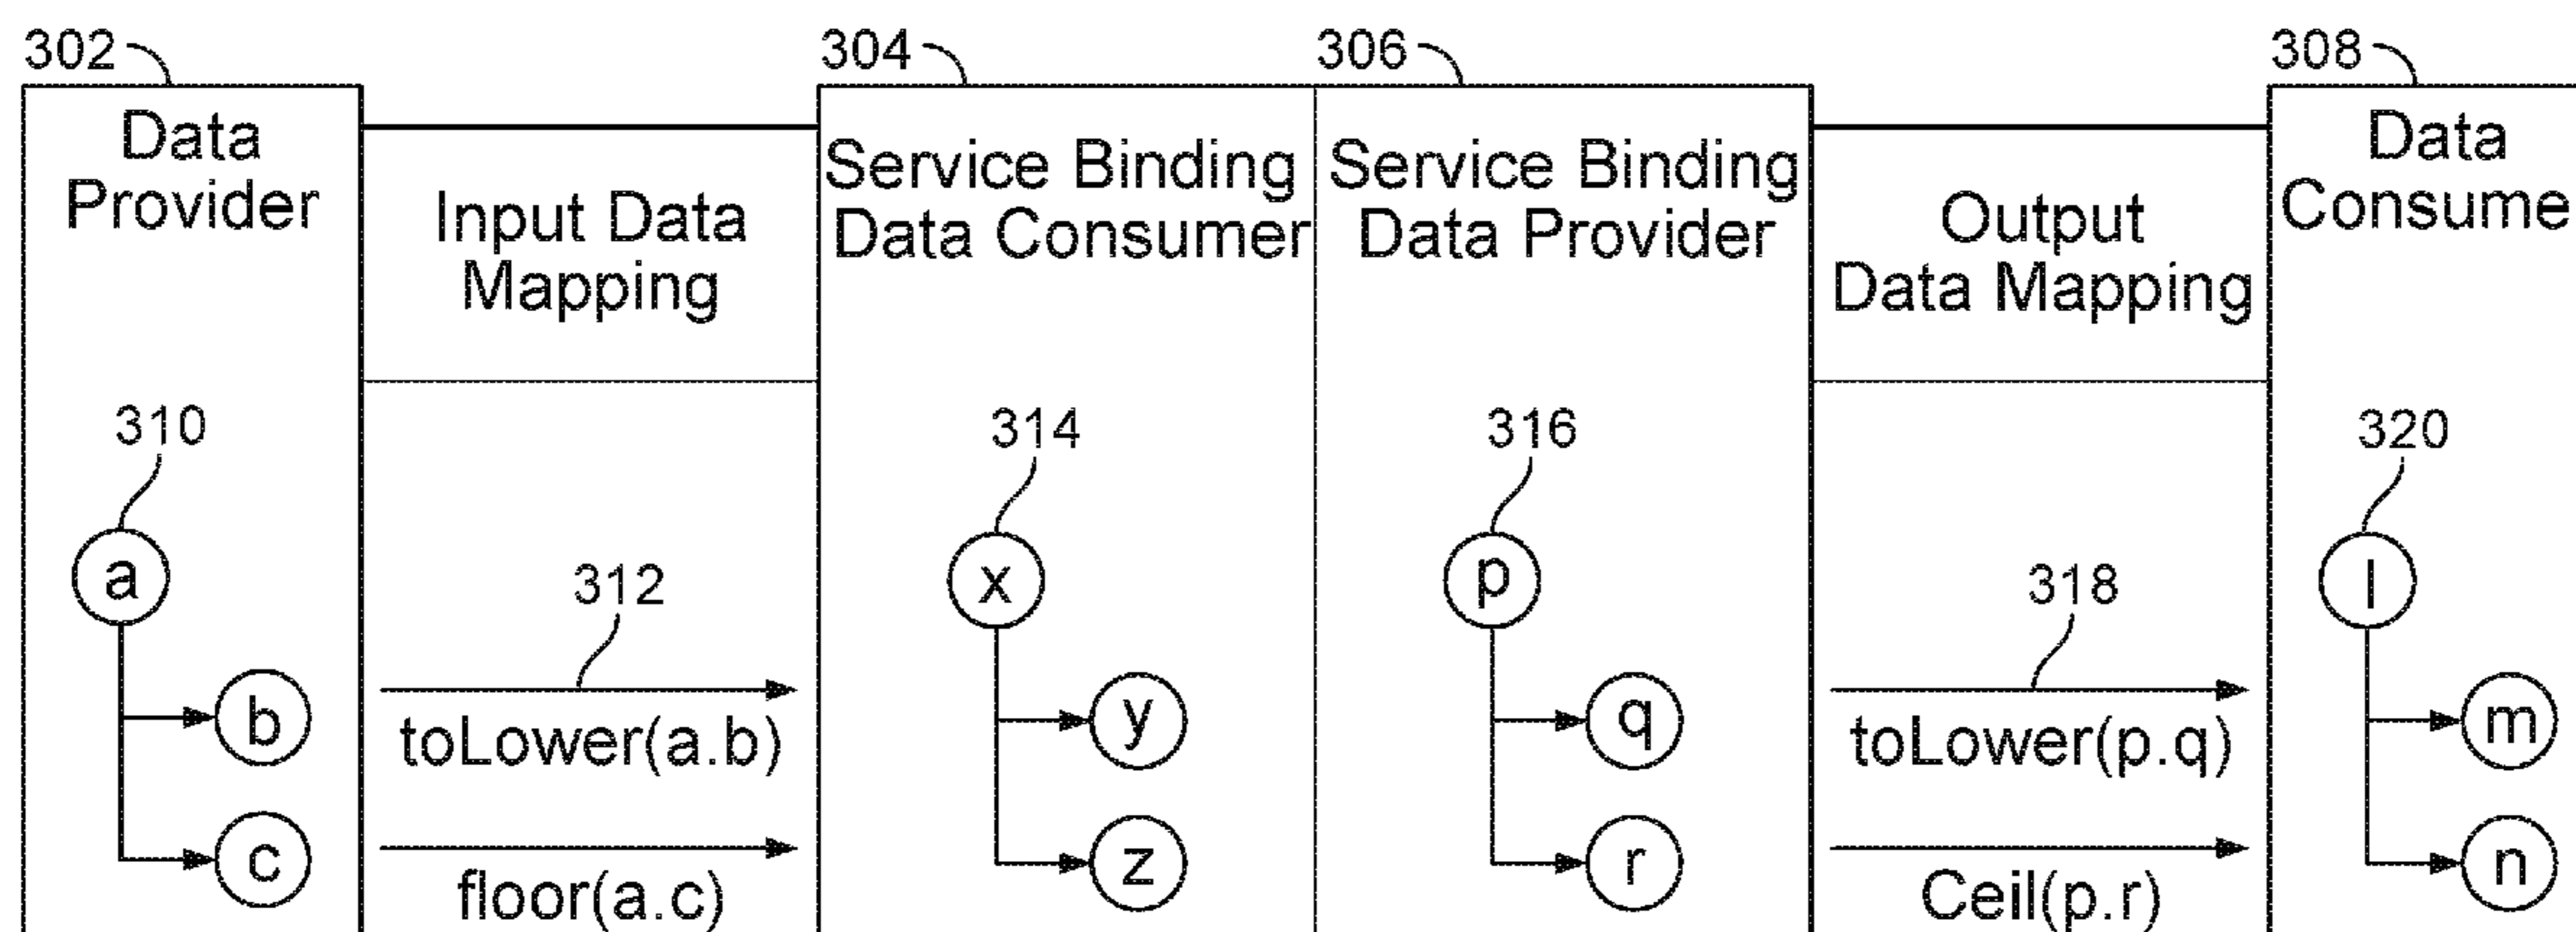 302
304
306
308
Data
Provider
Input Data
Mapping
Service Binding
Data Consumer
Service Binding
Data Provider
Output
Data Mapping
Data
Consume
310
314
316
320
a
x
p
l
312
318
b
toLower(a.b)
y
q
toLower(p.q)
m
c
floor(a.c)
z
r
Ceil(p.r)
n